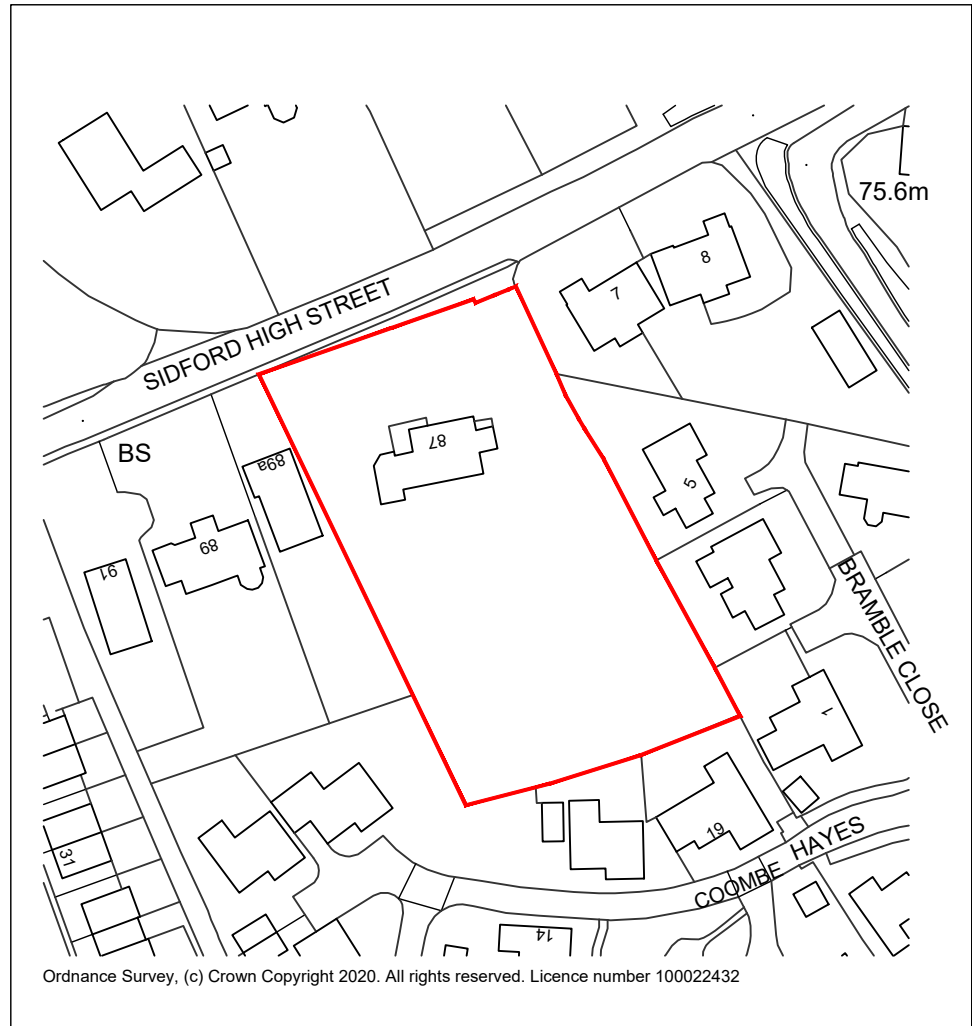 75.6m
8
7
SIDFORD HIGH STREET
87
BS
89a
5
89
91
BRAMBLE CLOSE
1
19
COOMBE HAYES
31
14
Ordnance Survey, (c) Crown Copyright 2020. All rights reserved. Licence number 100022432